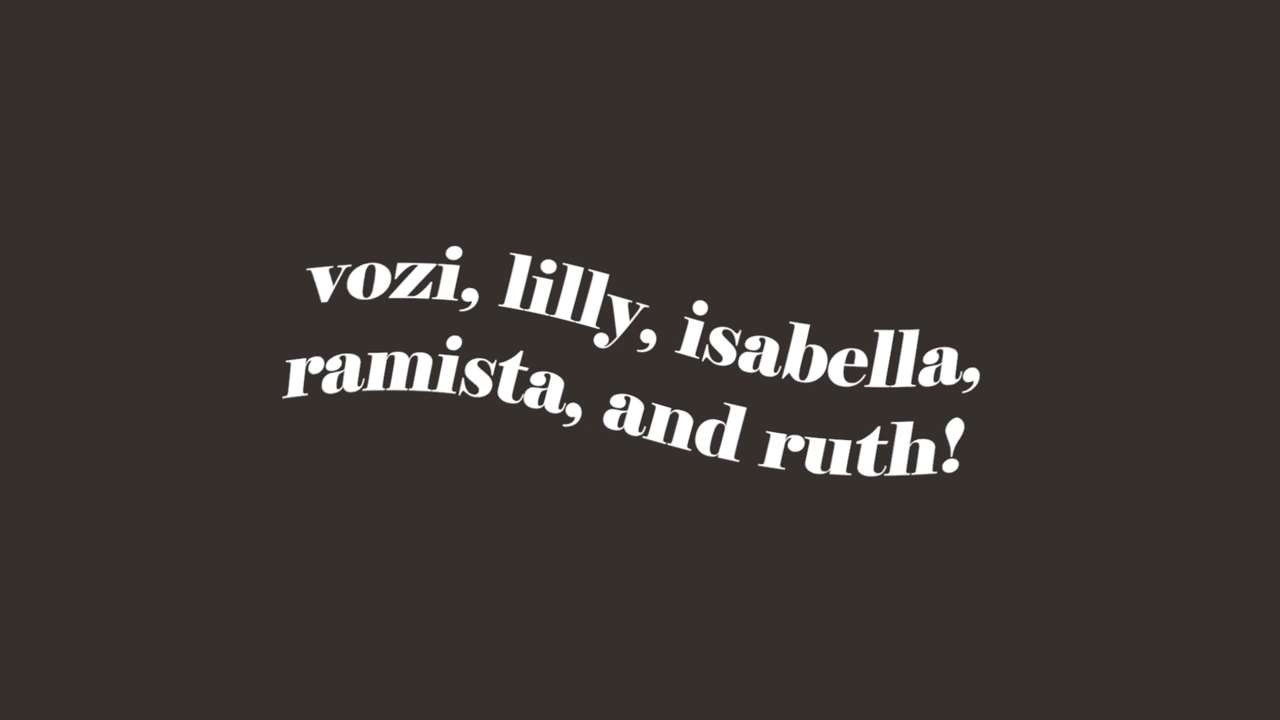 vozi, lilly, isabella,
ramista, and ruth!